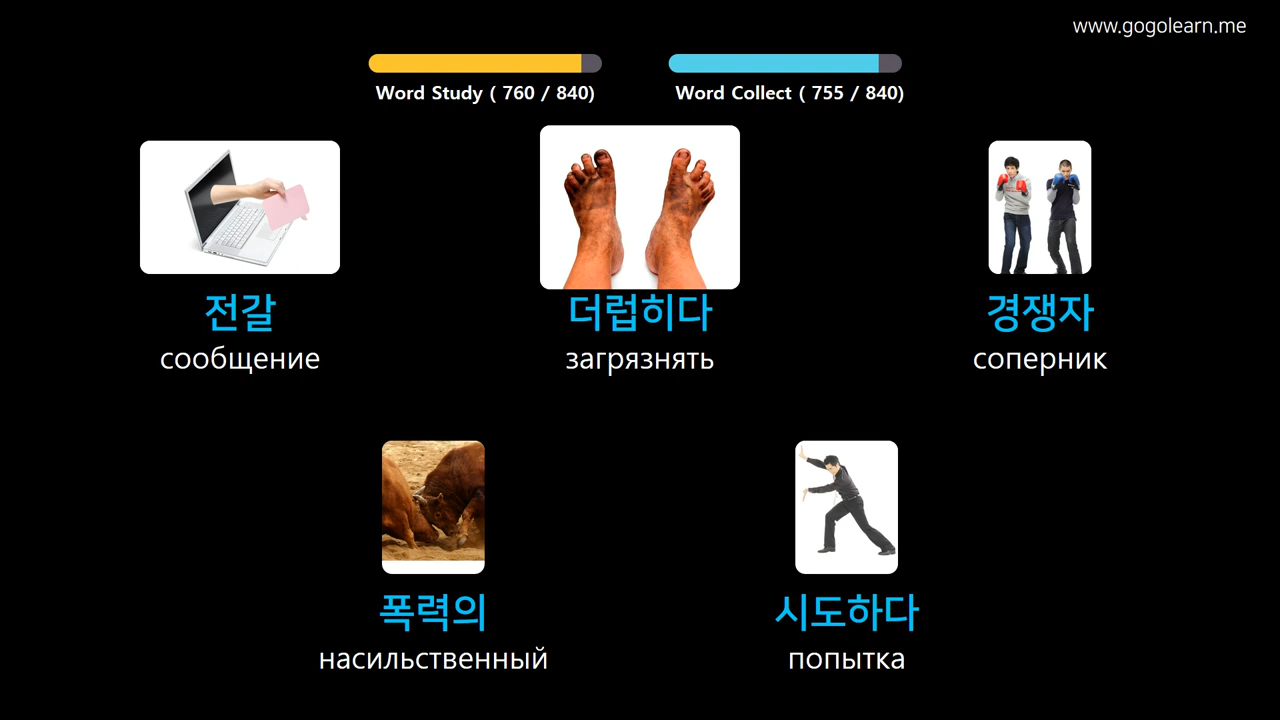 www.gogolearn.me
Word Study ( 760 / 840)
Word Collect ( 755 / 840)
전갈
сообщение
더럽히다
загрязнять
경쟁자
соперник
폭력의
насильственный
시도하다
попытка